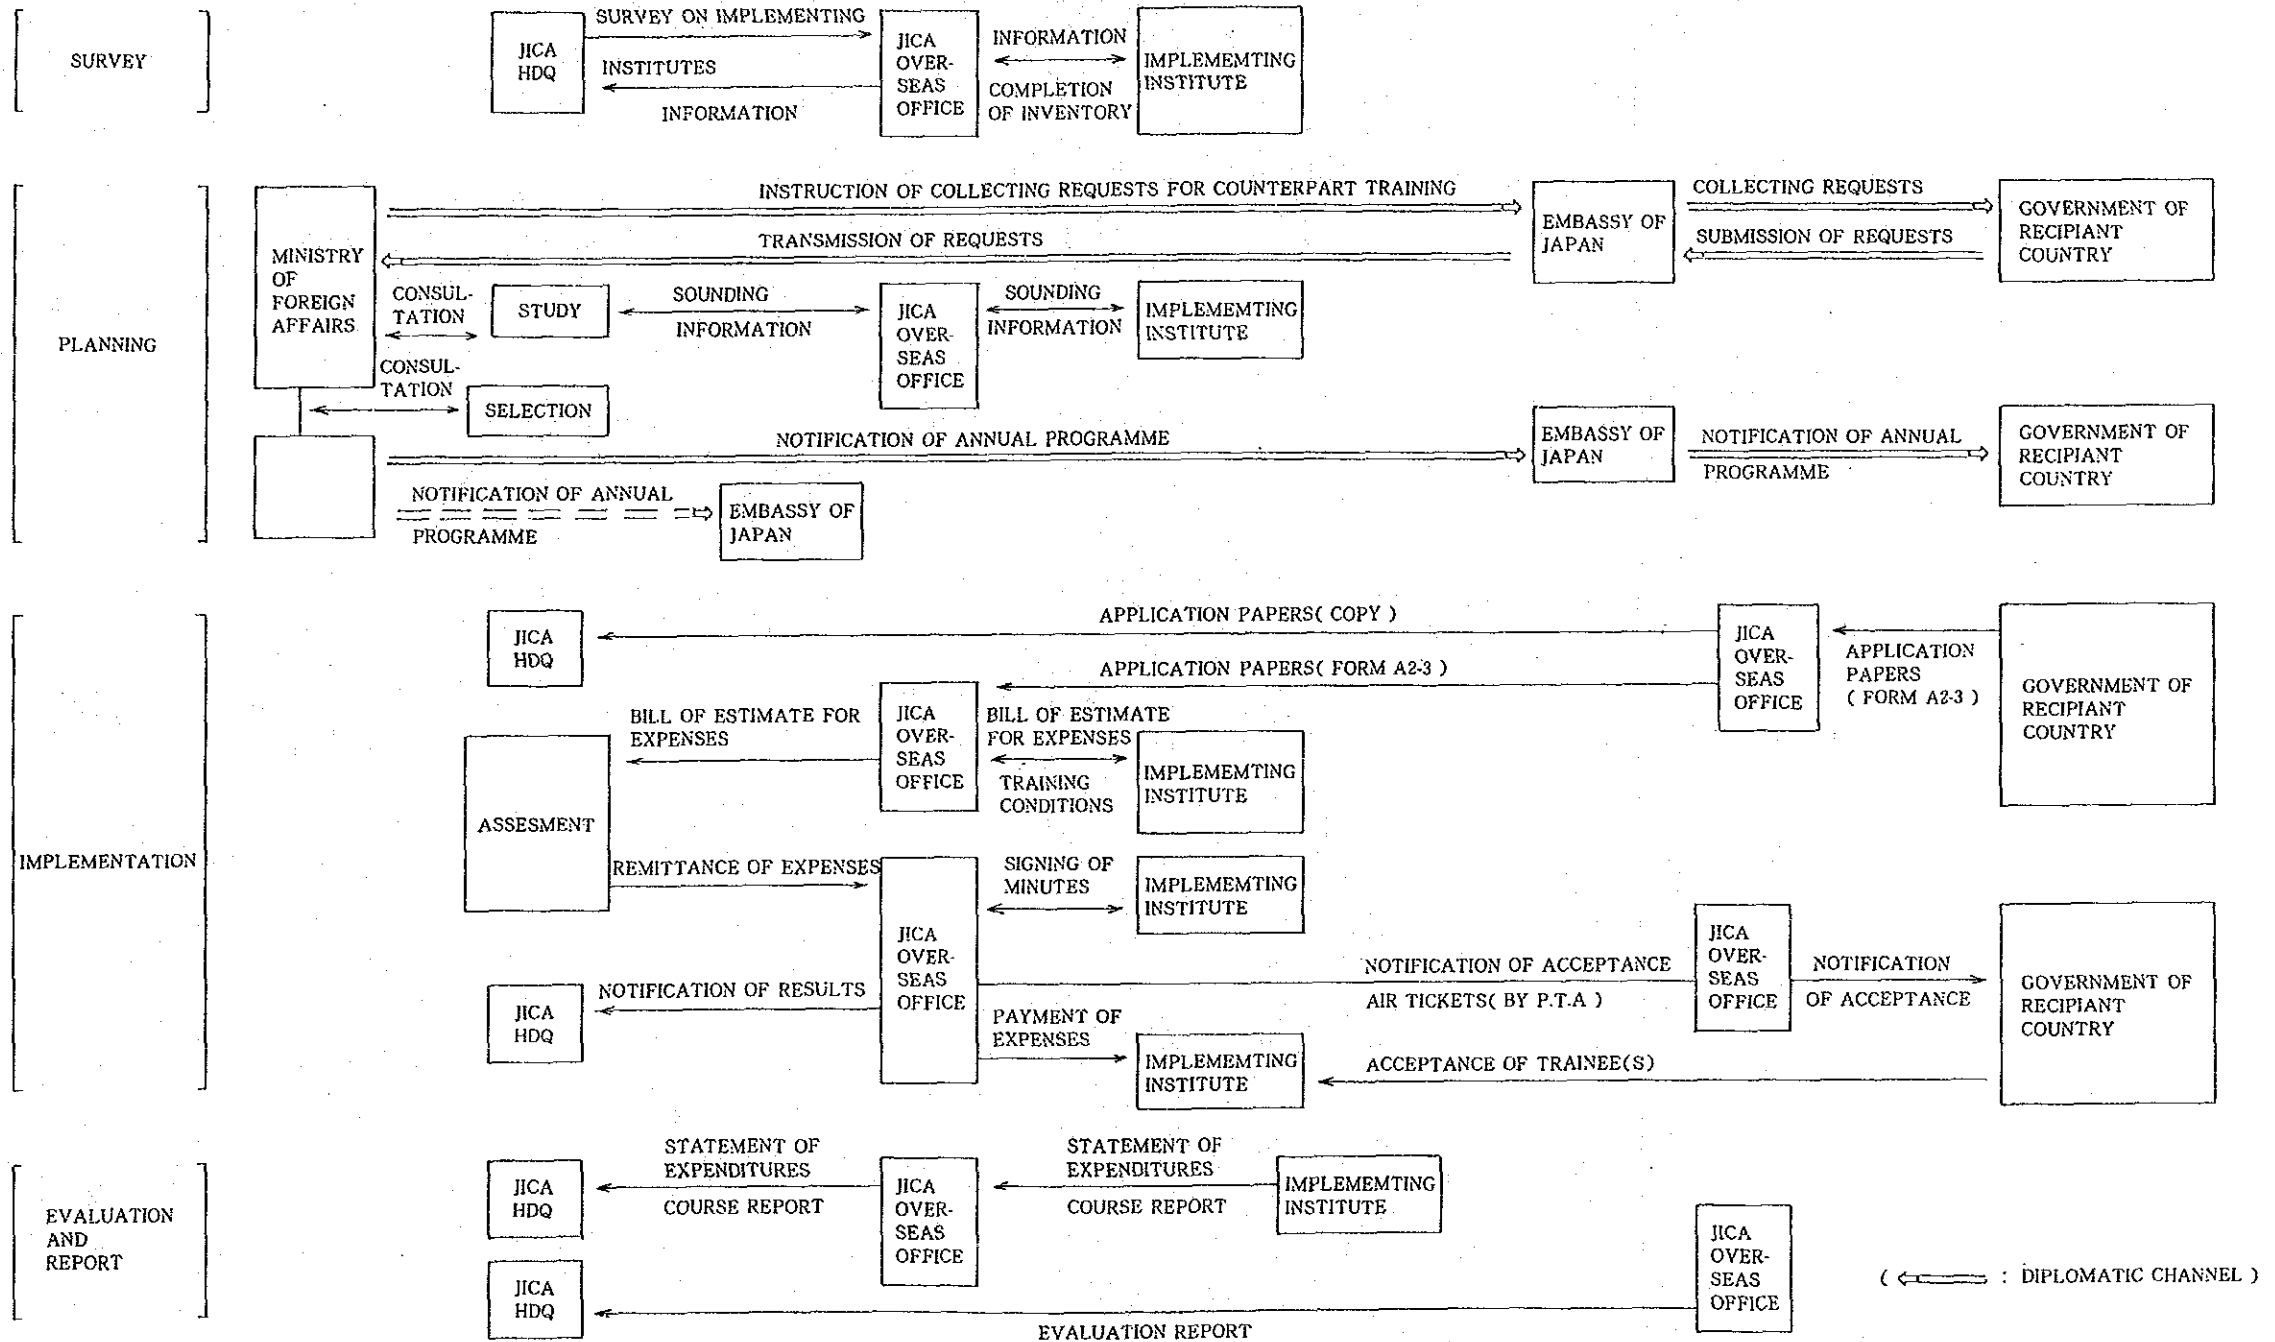 SURVEY
JICA
HDQ
SURVEY ON IMPLEMENTING
INSTITUTES
INFORMATION
JICA
OVER-
SEAS
OFFICE
INFORMATION
COMPLETION
OF INVENTORY
IMPLEMEMTING
INSTITUTE
PLANNING
MINISTRY
OF
FOREIGN
AFFAIRS
INSTRUCTION OF COLLECTING REQUESTS FOR COUNTERPART TRAINING
TRANSMISSION OF REQUESTS
EMBASSY OF
JAPAN
COLLECTING REQUESTS
SUBMISSION OF REQUESTS
GOVERNMENT OF
RECIPIANT
COUNTRY
CONSUL-
TATION
STUDY
SOUNDING
INFORMATION
JICA
OVER-
SEAS
OFFICE
SOUNDING
INFORMATION
IMPLEMEMTING
INSTITUTE
CONSUL-
TATION
SELECTION
NOTIFICATION OF ANNUAL PROGRAMME
EMBASSY OF
JAPAN
NOTIFICATION OF ANNUAL
PROGRAMME
GOVERNMENT OF
RECIPIANT
COUNTRY
NOTIFICATION OF ANNUAL
PROGRAMME
EMBASSY OF
JAPAN
IMPLEMENTATION
JICA
HDQ
APPLICATION PAPERS( COPY )
APPLICATION PAPERS( FORM A2-3 )
JICA
OVER-
SEAS
OFFICE
APPLICATION
PAPERS
( FORM A2-3 )
GOVERNMENT OF
RECIPIANT
COUNTRY
BILL OF ESTIMATE FOR
EXPENSES
JICA
OVER-
SEAS
OFFICE
BILL OF ESTIMATE
FOR EXPENSES
TRAINING
CONDITIONS
IMPLEMEMTING
INSTITUTE
ASSESMENT
REMITTANCE OF EXPENSES
SIGNING OF
MINUTES
IMPLEMEMTING
INSTITUTE
JICA
OVER-
SEAS
OFFICE
NOTIFICATION OF ACCEPTANCE
AIR TICKETS( BY P.T.A )
JICA
OVER-
SEAS
OFFICE
NOTIFICATION
OF ACCEPTANCE
GOVERNMENT OF
RECIPIANT
COUNTRY
JICA
HDQ
NOTIFICATION OF RESULTS
PAYMENT OF
EXPENSES
IMPLEMEMTING
INSTITUTE
ACCEPTANCE OF TRAINEE(S)
EVALUATION
AND
REPORT
JICA
HDQ
STATEMENT OF
EXPENDITURES
COURSE REPORT
JICA
OVER-
SEAS
OFFICE
STATEMENT OF
EXPENDITURES
COURSE REPORT
IMPLEMEMTING
INSTITUTE
JICA
HDQ
EVALUATION REPORT
JICA
OVER-
SEAS
OFFICE
( : DIPLOMATIC CHANNEL )